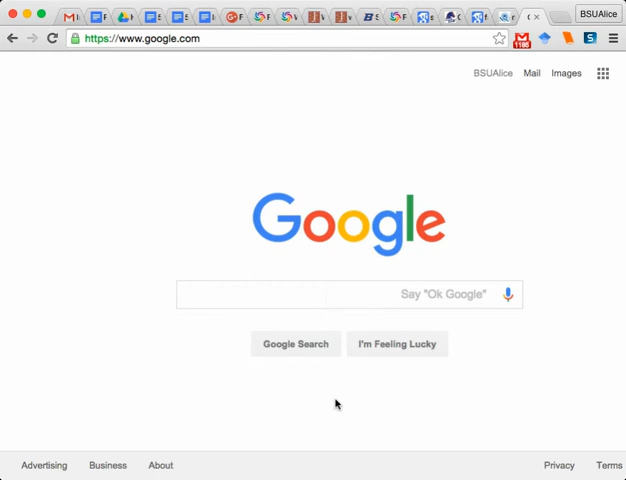 BSUAlice
https://www.google.com
1185
BSUAlice Mail Images
Google
Say "Ok Google"
Google Search I'm Feeling Lucky
Advertising Business About Privacy Terms